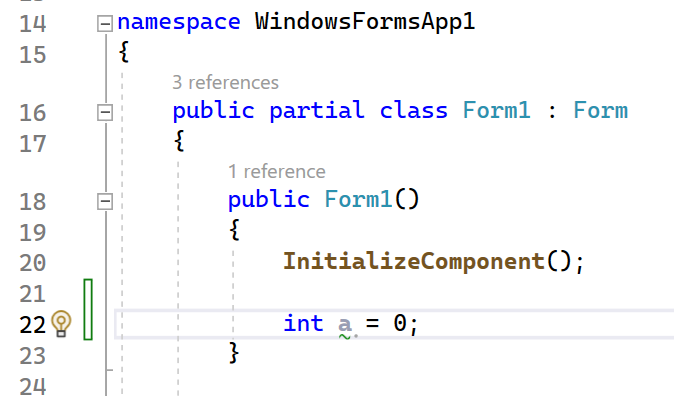 14 namespace WindowsFormsApp1
15 {
3 references
16 public partial class Form1 : Form
17 {
1 reference
18 public Form1()
19 {
20 InitializeComponent();
21
22 int a = 0;
23 }
24